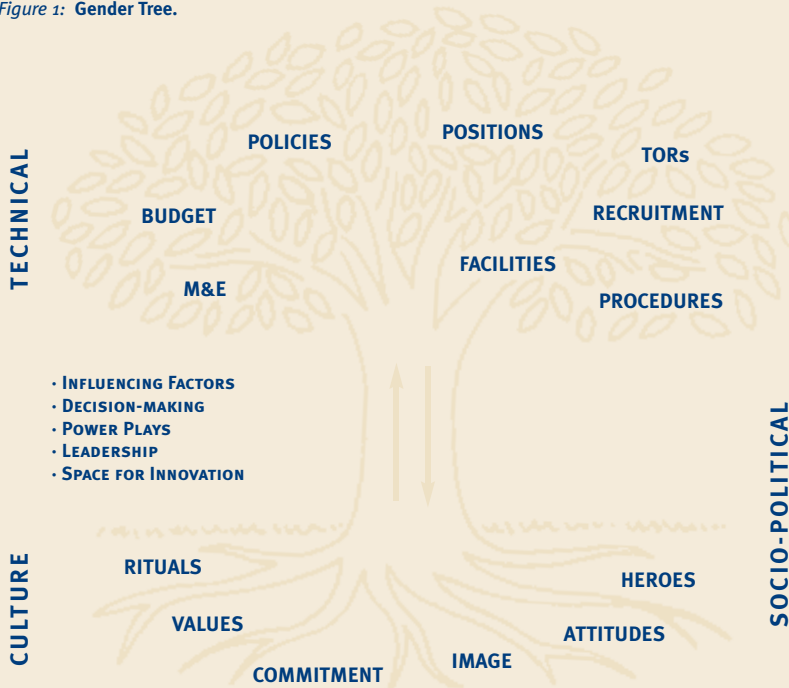 Figure 1: Gender Tree.
TECHNICAL
POLICIES
POSITIONS
TORs
BUDGET
RECRUITMENT
FACILITIES
M&E
PROCEDURES
· Influencing Factors
· Decision-making
· Power Plays
· Leadership
· Space for Innovation
SOCIO-POLITICAL
CULTURE
RITUALS
HEROES
VALUES
ATTITUDES
IMAGE
COMMITMENT